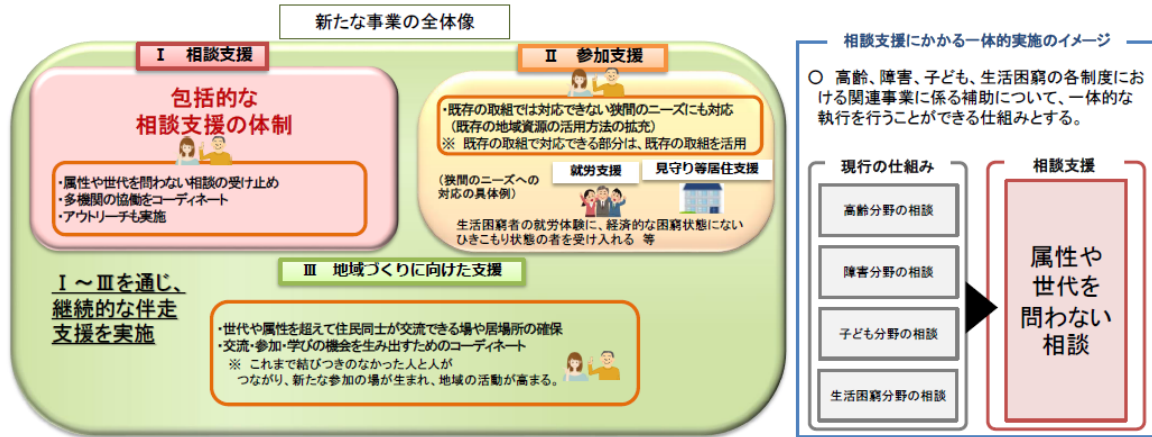 新たな事業の全体像
Ⅰ 相談支援
包括的な
相談支援の体制
・属性や世代を問わない相談の受け止め
・多機関の協働をコーディネート
・アウトリーチも実施
Ⅱ 参加支援
・既存の取組では対応できない狭間のニーズにも対応
(既存の地域資源の活用方法の拡充)
※ 既存の取組で対応できる部分は、既存の取組を活用
(狭間のニーズへの
対応の具体例)
就労支援
見守り等居住支援
生活困窮者の就労体験に、経済的な困窮状態にない
ひきこもり状態の者を受け入れる 等
Ⅰ～Ⅲを通じ、
継続的な伴走
支援を実施
Ⅲ 地域づくりに向けた支援
・世代や属性を超えて住民同士が交流できる場や居場所の確保
・交流・参加・学びの機会を生み出すためのコーディネート
※ これまで結びつきのなかった人と人が
つながり、新たな参加の場が生まれ、地域の活動が高まる。
相談支援にかかる一体的実施のイメージ
○ 高齢、障害、子ども、生活困窮の各制度にお
ける関連事業に係る補助について、一体的な
執行を行うことができる仕組みとする。
現行の仕組み
高齢分野の相談
障害分野の相談
子ども分野の相談
生活困窮分野の相談
相談支援
属性や
世代を
問わない
相談